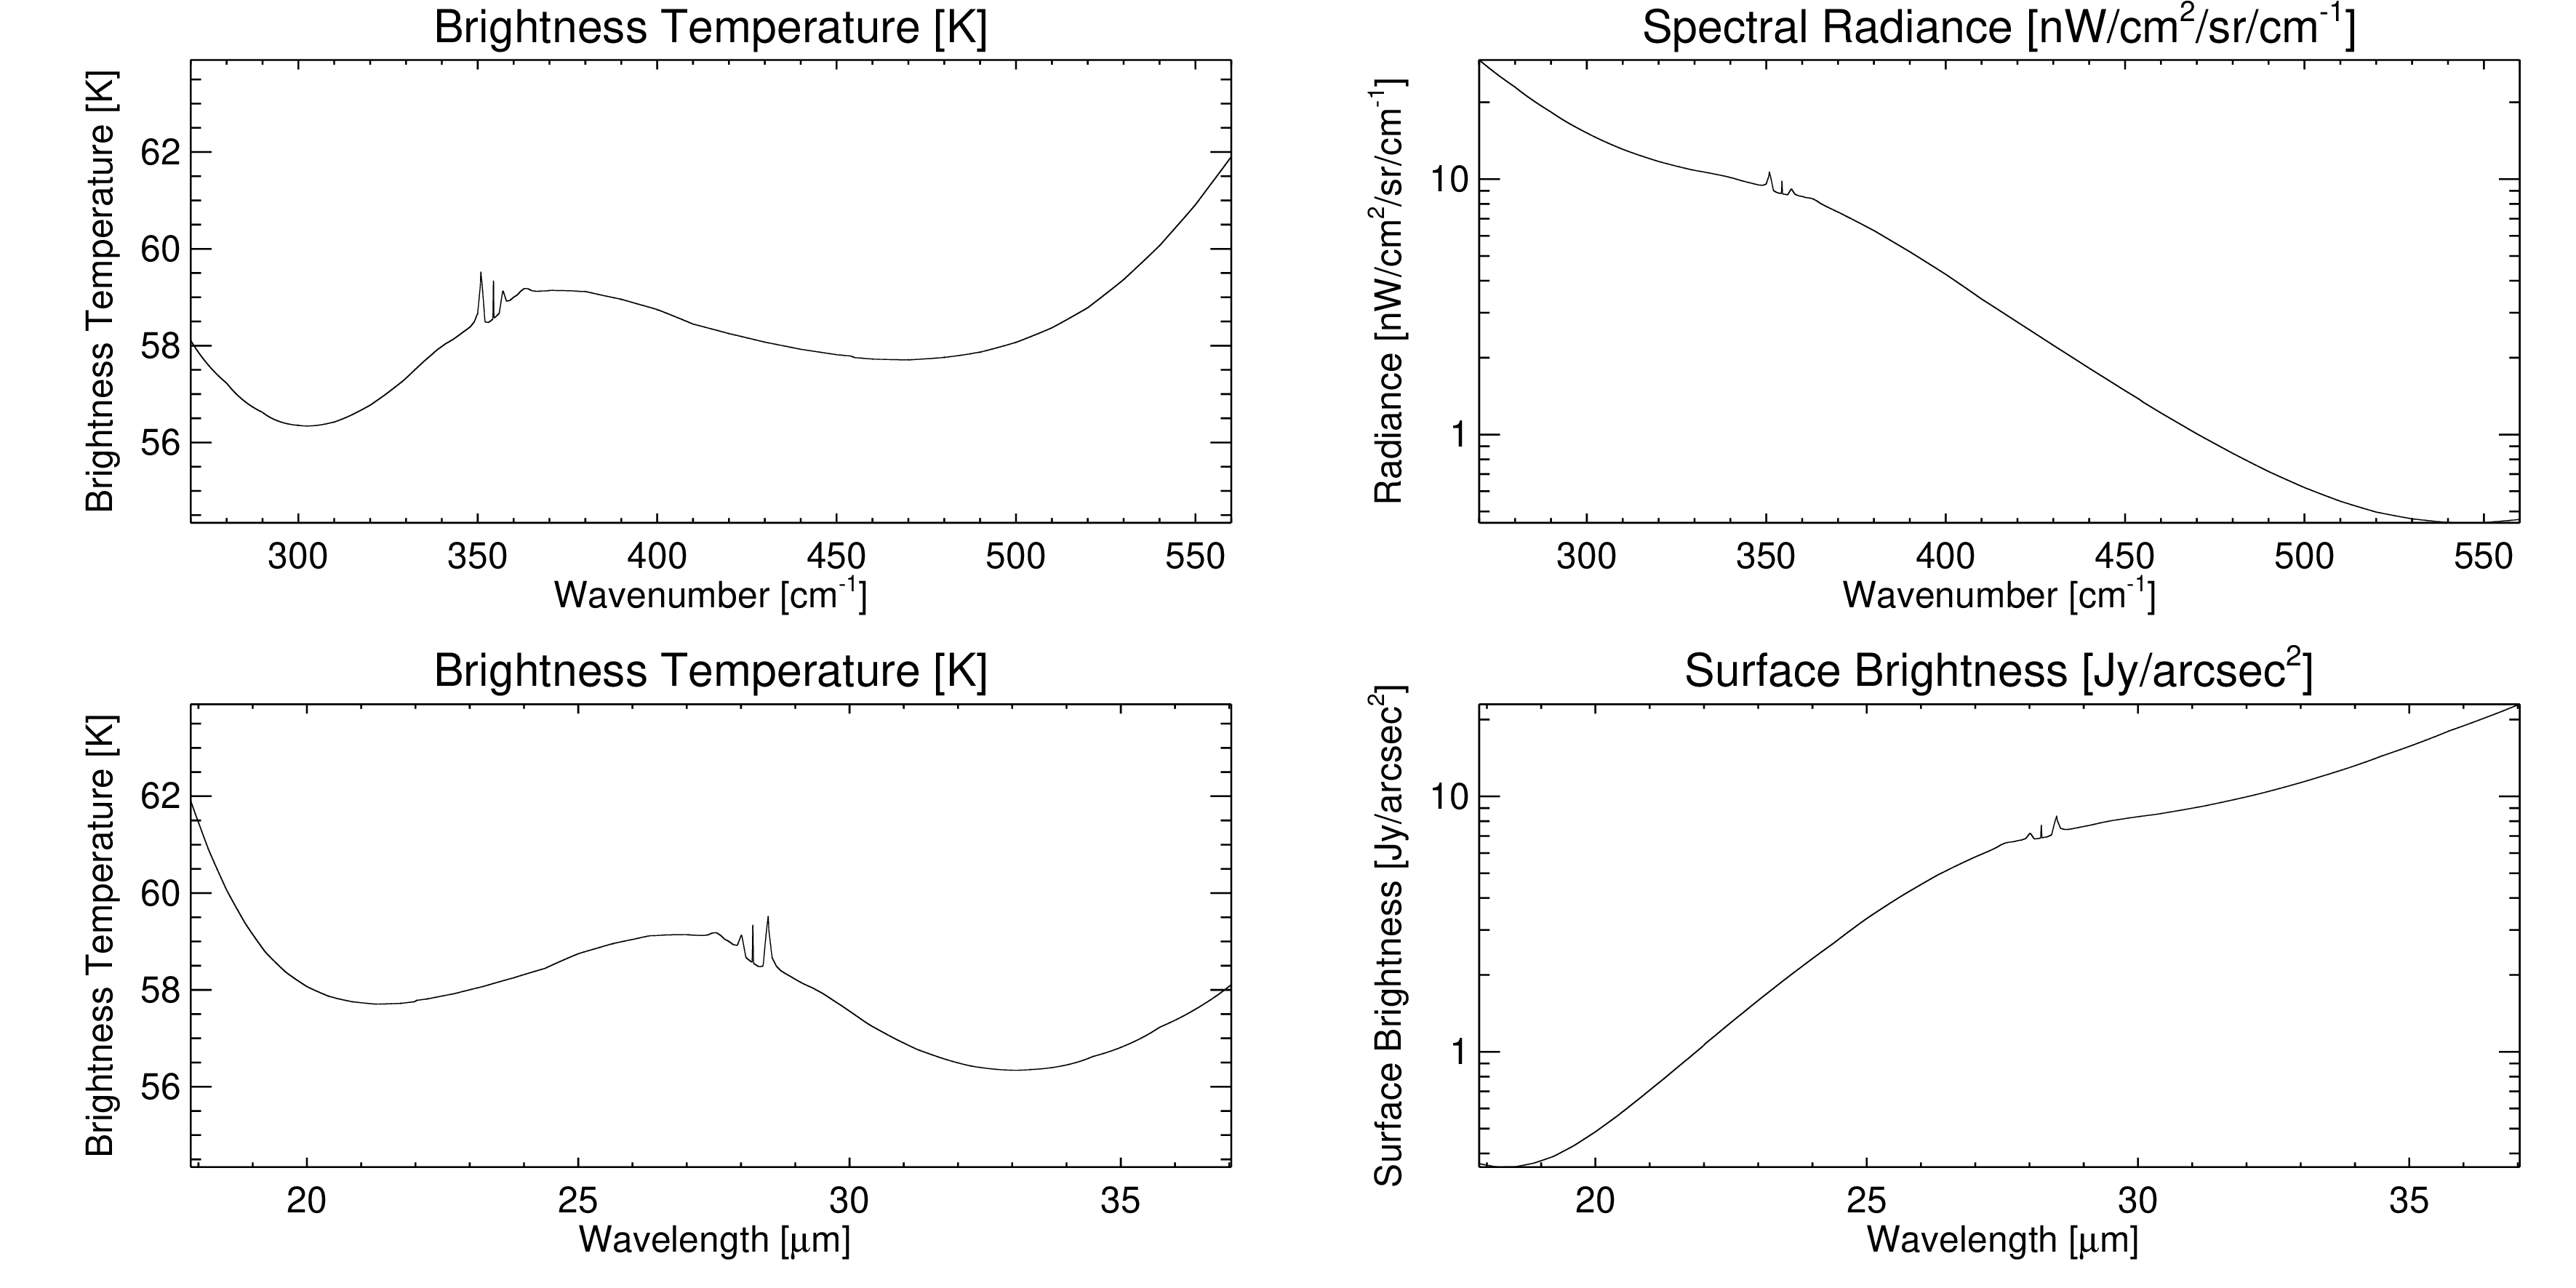 Brightness Temperature [K]
Brightness Temperature [K]
62
60
58
56
300 350 400 450 500 550
Wavenumber [cm⁻¹]
Spectral Radiance [nW/cm²/sr/cm⁻¹]
Radiance [nW/cm²/sr/cm⁻¹]
10
1
300 350 400 450 500 550
Wavenumber [cm⁻¹]
Brightness Temperature [K]
Brightness Temperature [K]
62
60
58
56
20 25 30 35
Wavelength [μm]
Surface Brightness [Jy/arcsec²]
Surface Brightness [Jy/arcsec²]
10
1
20 25 30 35
Wavelength [μm]